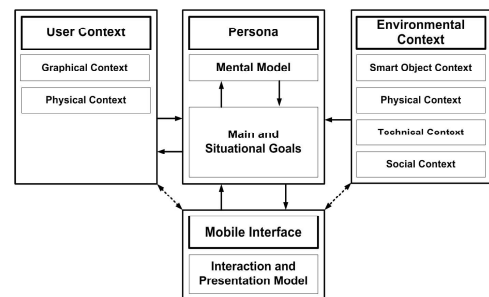 User Context
Graphical Context
Physical Context
Persona
Mental Model
Main and
Situational Goals
Environmental
Context
Smart Object Context
Physical Context
Technical Context
Social Context
Mobile Interface
Interaction and
Presentation Model